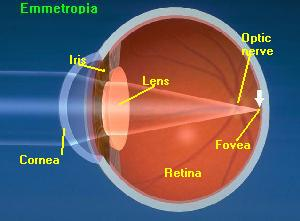 Emmetropia
Optic
nerve
Iris
Lens
Cornea
Fovea
Retina